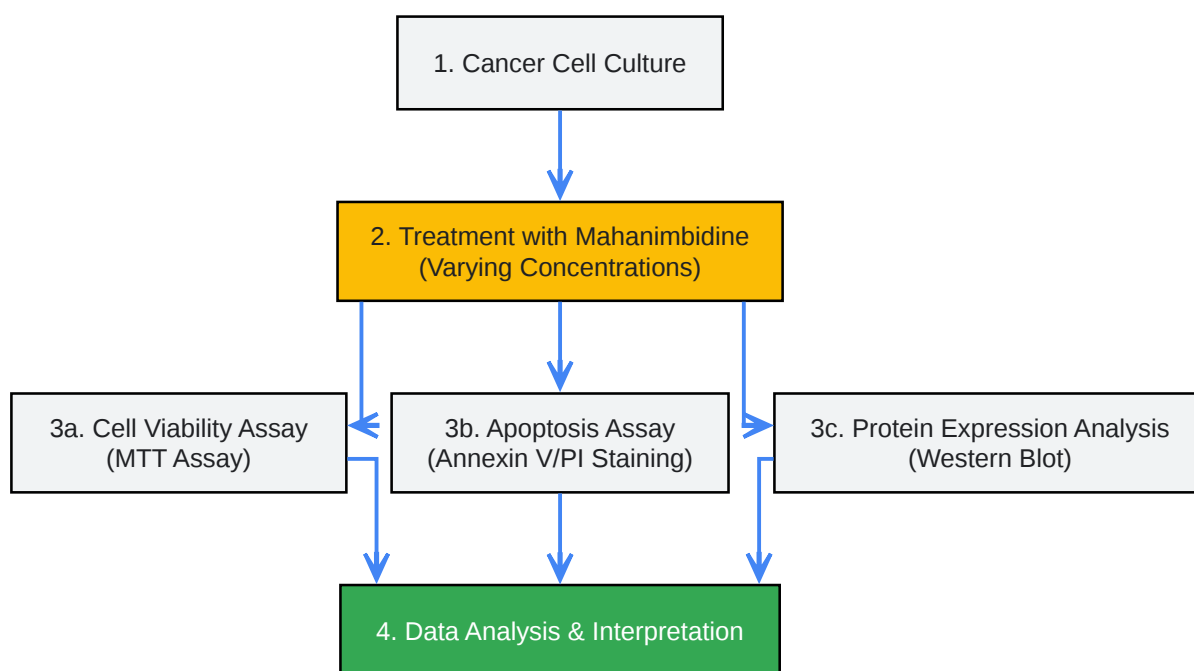 1. Cancer Cell Culture
2. Treatment with Mahanimbidine
(Varying Concentrations)
3a. Cell Viability Assay
(MTT Assay)
3b. Apoptosis Assay
(Annexin V/PI Staining)
3c. Protein Expression Analysis
(Western Blot)
4. Data Analysis & Interpretation